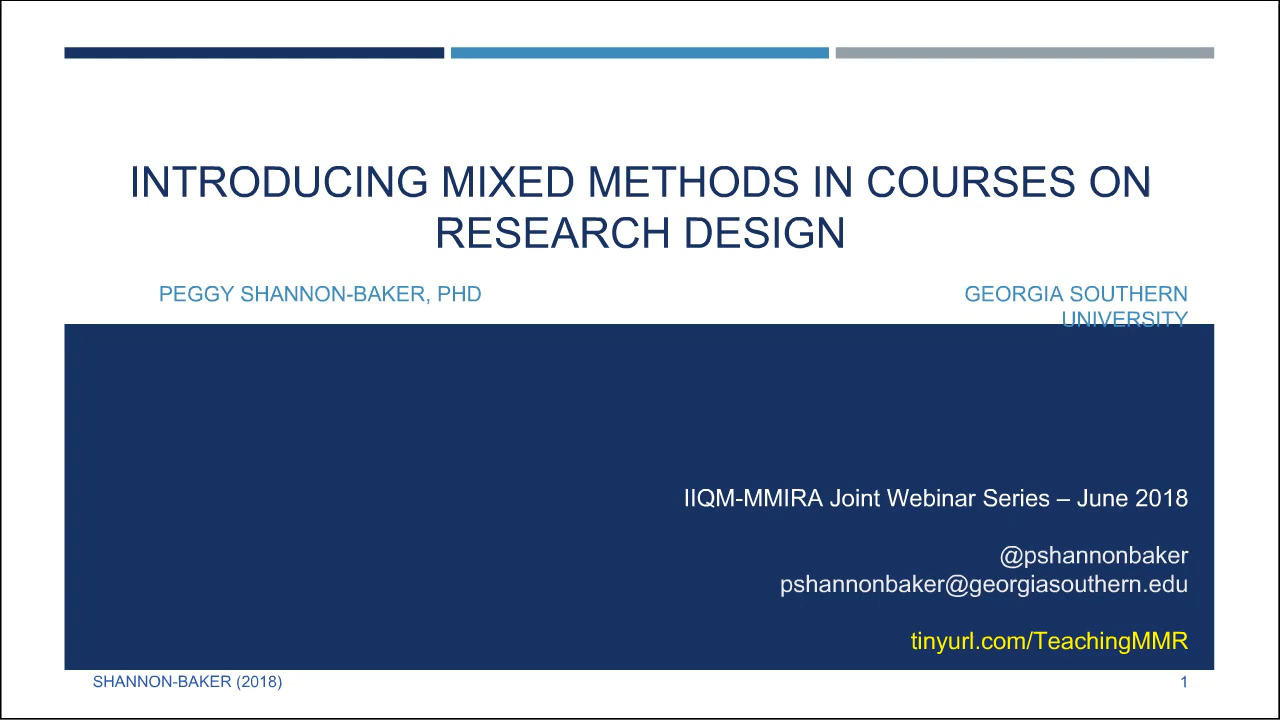 INTRODUCING MIXED METHODS IN COURSES ON
RESEARCH DESIGN
PEGGY SHANNON-BAKER, PHD
GEORGIA SOUTHERN
UNIVERSITY
IIQM-MMIRA Joint Webinar Series – June 2018
@pshannonbaker
pshannonbaker@georgiasouthern.edu
tinyurl.com/TeachingMMR
SHANNON-BAKER (2018)
1